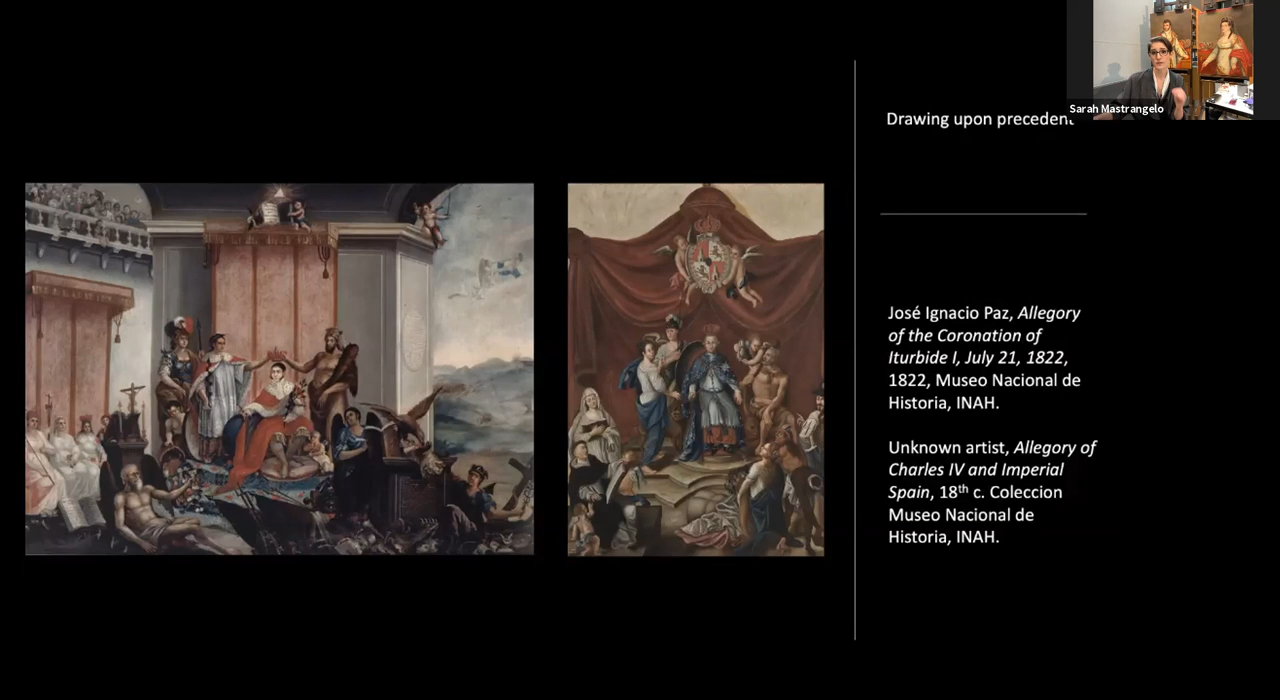 Sarah Mastrangelo
Drawing upon precedent
José Ignacio Paz, Allegory
of the Coronation of
Iturbide I, July 21, 1822,
1822, Museo Nacional de
Historia, INAH.
Unknown artist, Allegory of
Charles IV and Imperial
Spain, 18th c. Coleccion
Museo Nacional de
Historia, INAH.